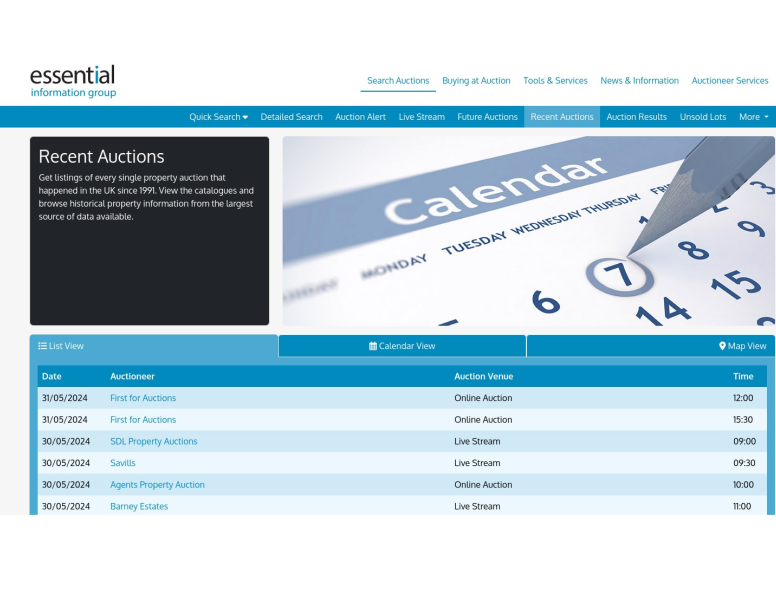 essential
information group
Search Auctions Buying at Auction Tools & Services News & Information Auctioneer Services
Quick Search Detailed Search Auction Alert Live Stream Future Auctions Recent Auctions Auction Results Unsold Lots More
Recent Auctions
Get listings of every single property auction that
happened in the UK since 1991. View the catalogues and
browse historical property information from the largest
source of data available.
Calendar
MONDAY TUESDAY WEDNESDAY THURSDAY FRI
1 2 3
6 7 8 9
14 15
List View Calendar View Map View
Date Auctioneer Auction Venue Time
31/05/2024 First for Auctions Online Auction 12:00
31/05/2024 First for Auctions Online Auction 15:30
30/05/2024 SDL Property Auctions Live Stream 09:00
30/05/2024 Savills Live Stream 09:30
30/05/2024 Agents Property Auction Online Auction 10:00
30/05/2024 Barney Estates Live Stream 11:00